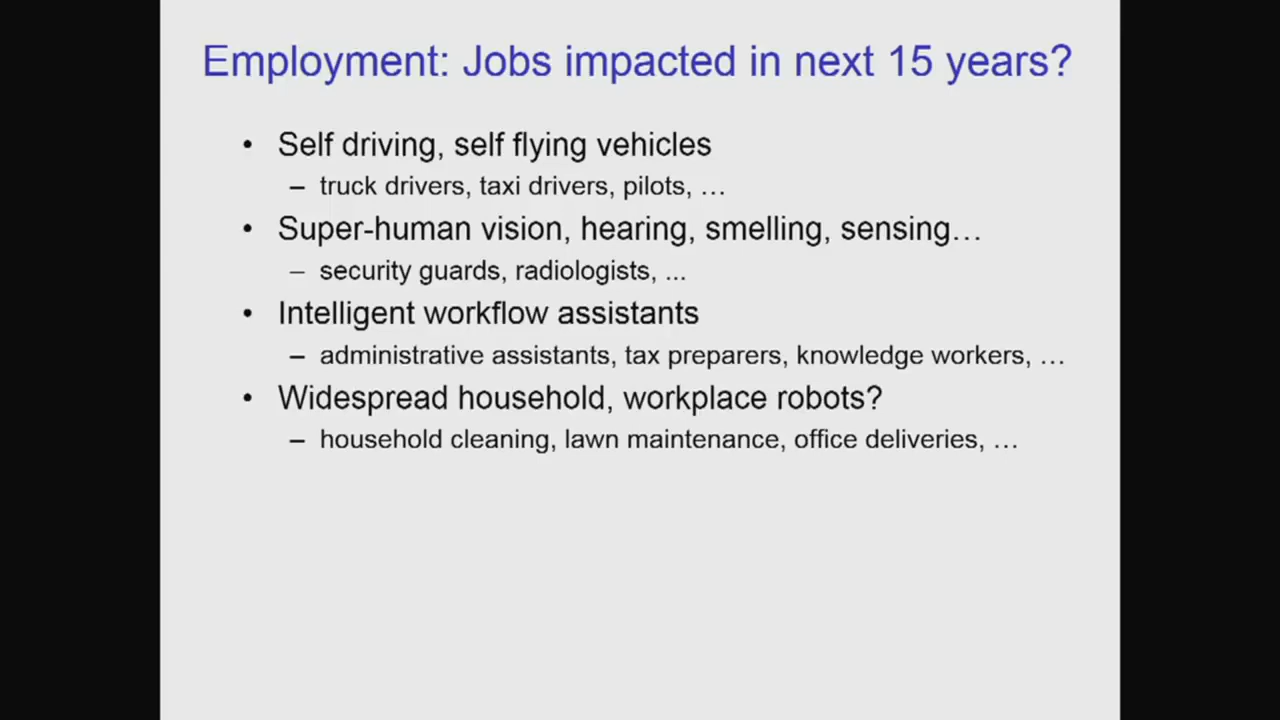 Employment: Jobs impacted in next 15 years?
• Self driving, self flying vehicles
– truck drivers, taxi drivers, pilots, …
• Super-human vision, hearing, smelling, sensing…
– security guards, radiologists, ...
• Intelligent workflow assistants
– administrative assistants, tax preparers, knowledge workers, …
• Widespread household, workplace robots?
– household cleaning, lawn maintenance, office deliveries, …